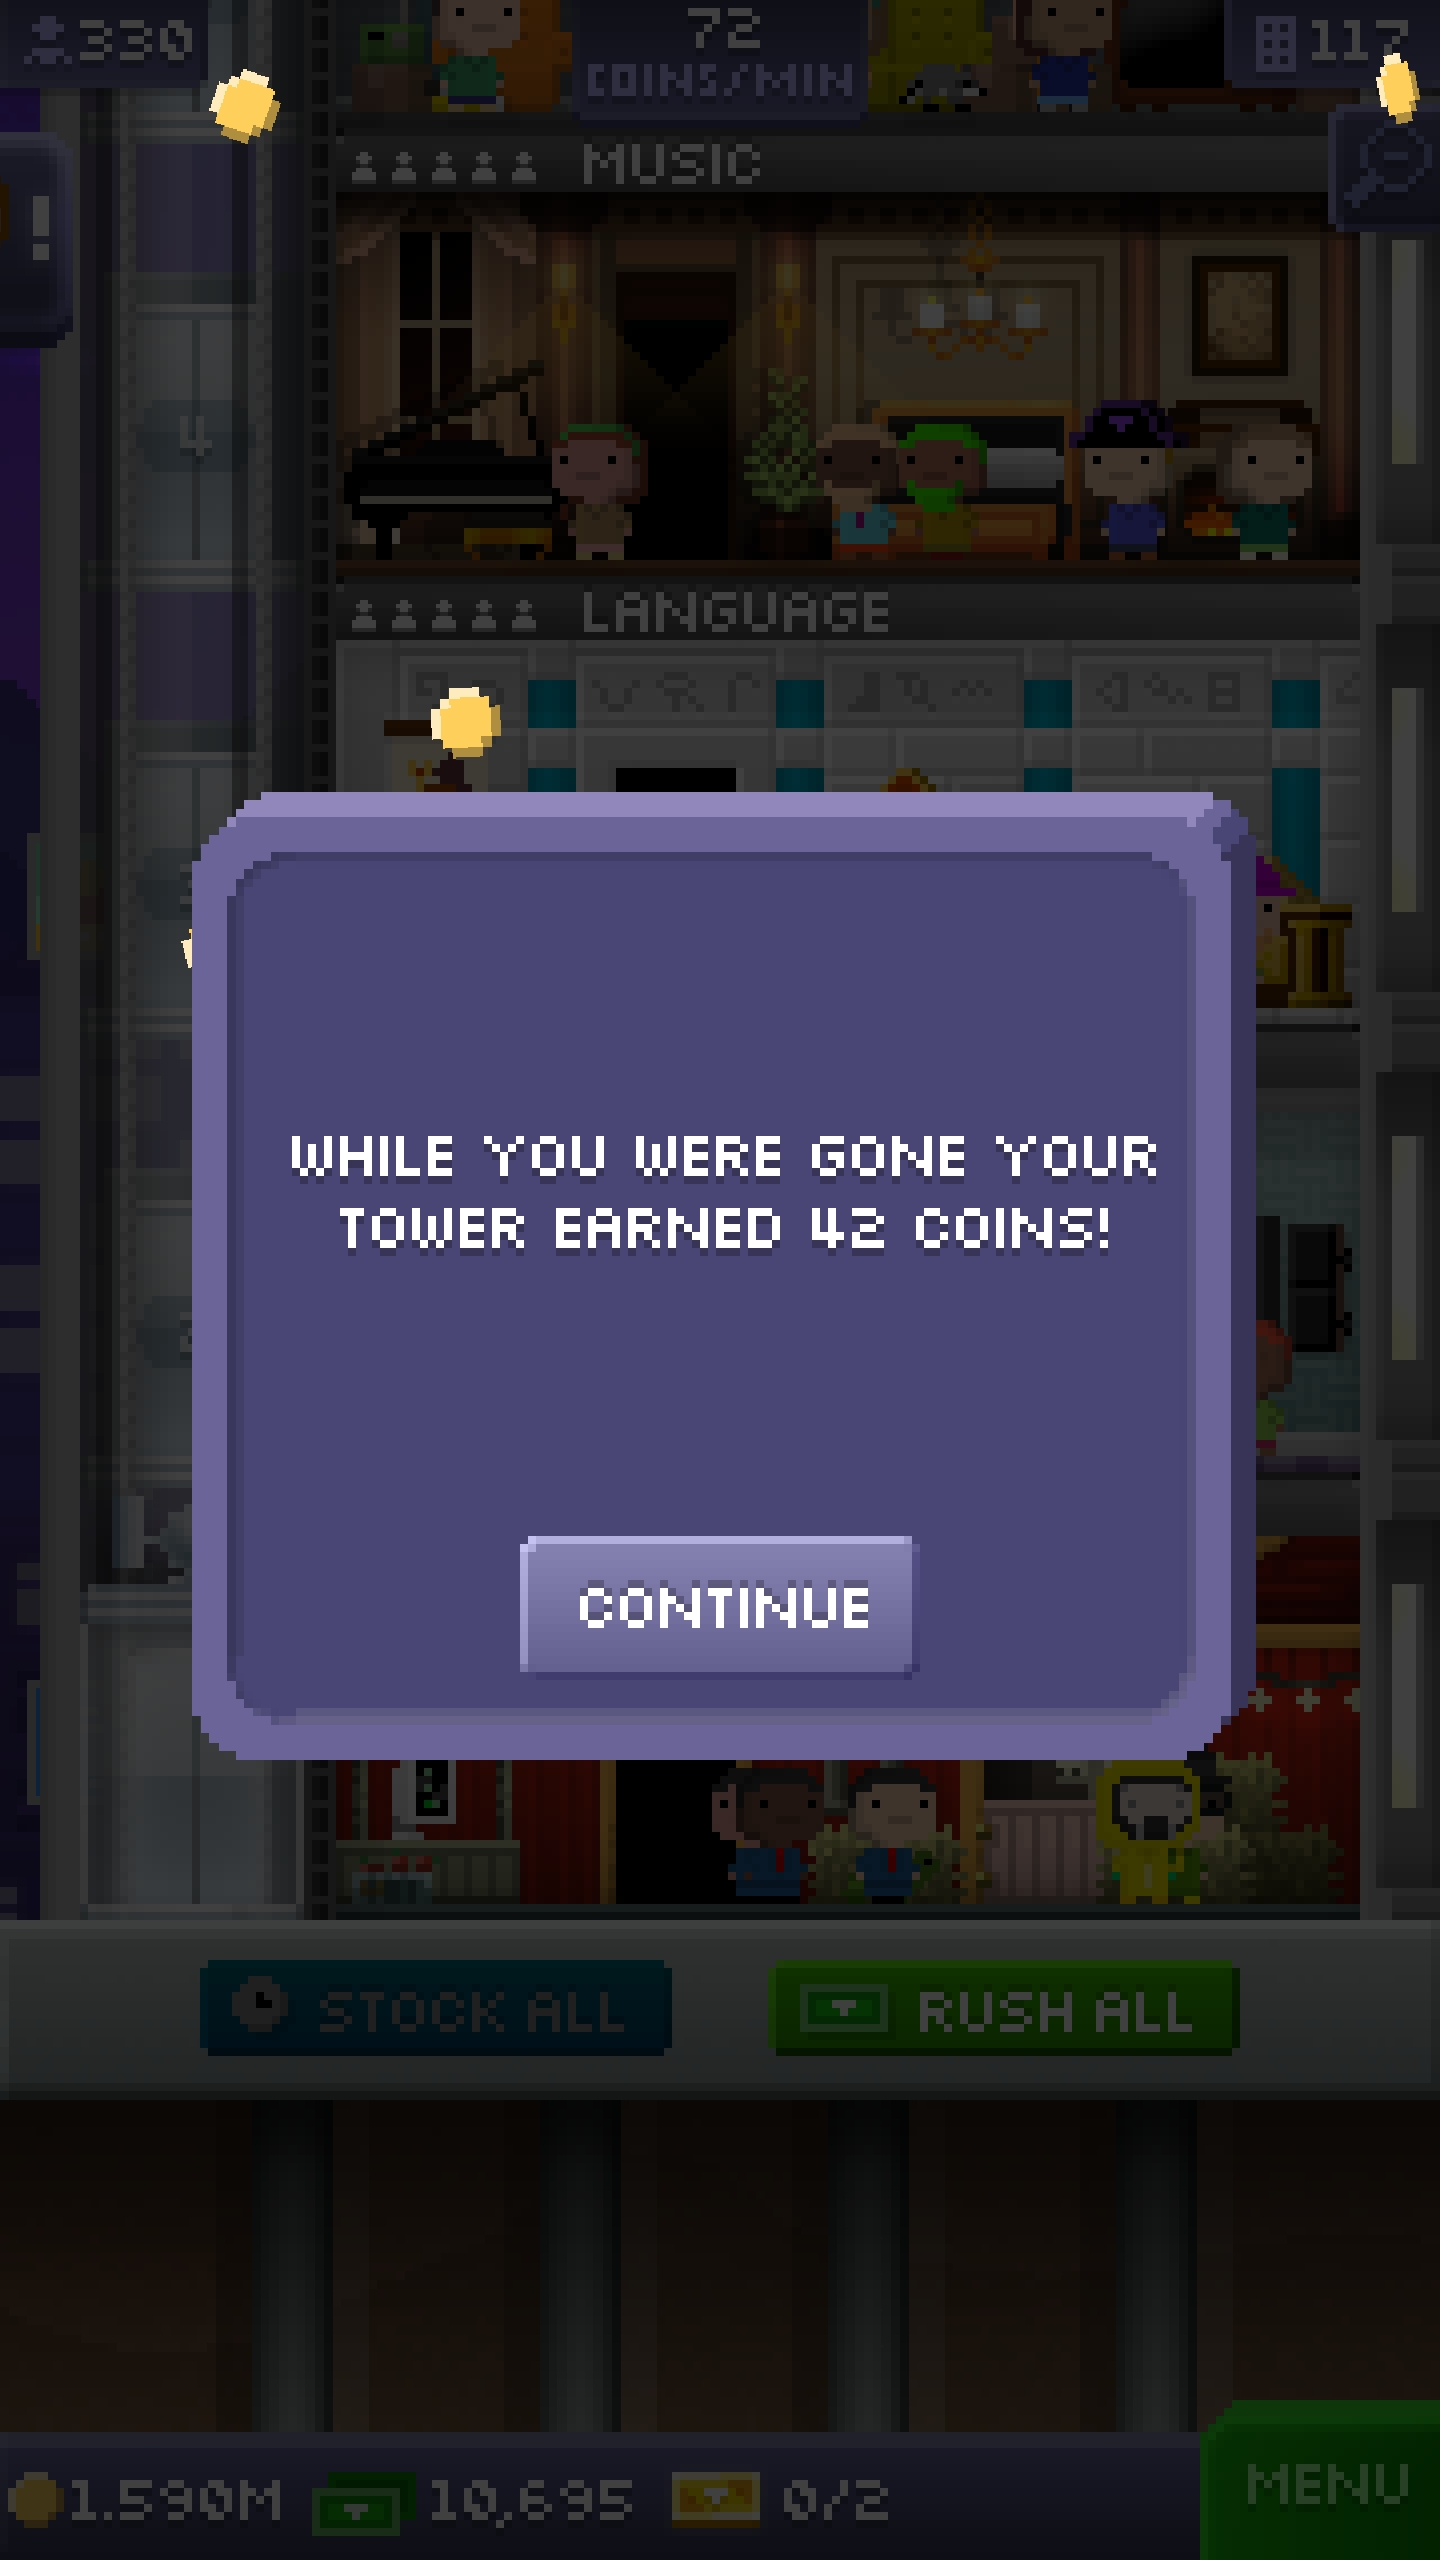 330
72
COINS/MIN
117
!
MUSIC
4
LANGUAGE
WHILE YOU WERE GONE YOUR
TOWER EARNED 42 COINS!
CONTINUE
STOCK ALL
RUSH ALL
1.590M
10,695
0/2
MENU